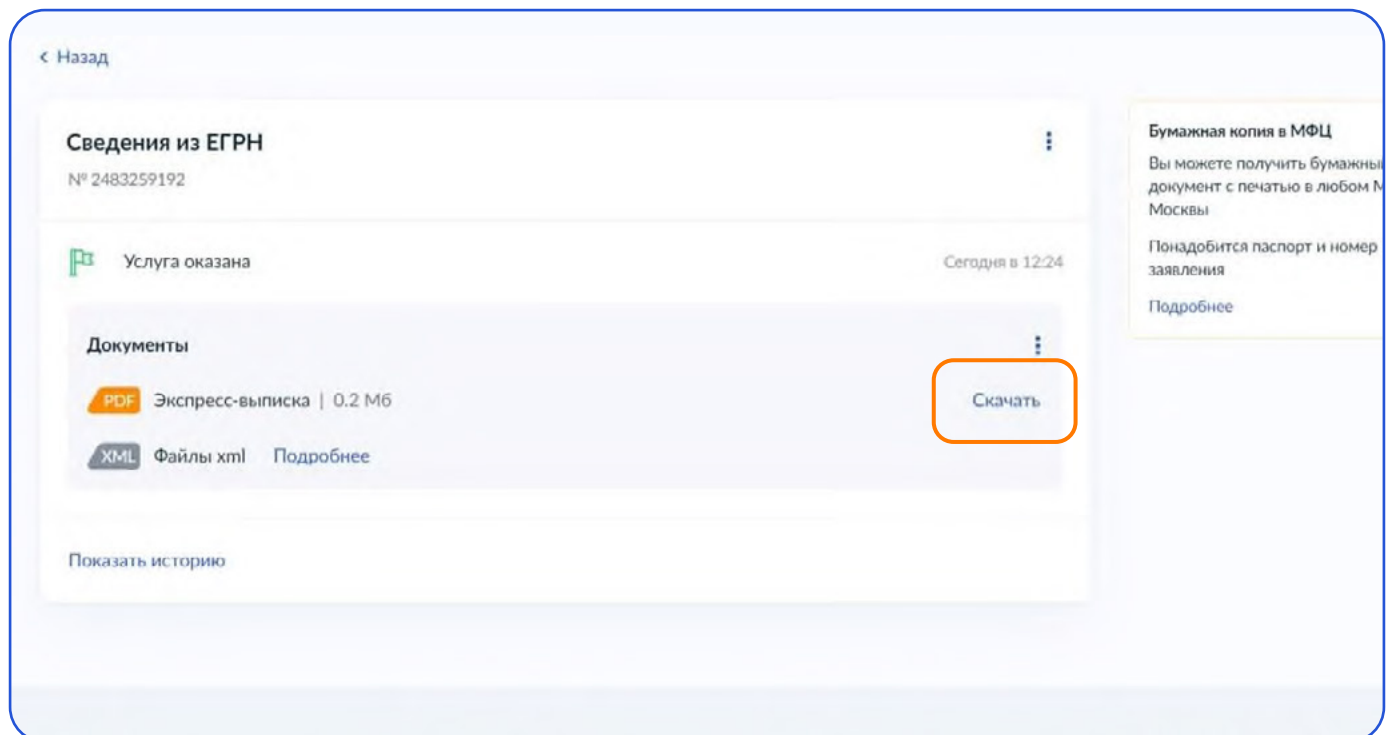 Назад
Сведения из ЕГРН
№ 2483259192
Услуга оказана
Сегодня в 12:24
Документы
PDF Экспресс-выписка | 0.2 Мб
Скачать
XML Файлы xml Подробнее
Показать историю
Бумажная копия в МФЦ
Вы можете получить бумажны
документ с печатью в любом М
Москвы
Понадобится паспорт и номер
заявления
Подробнее